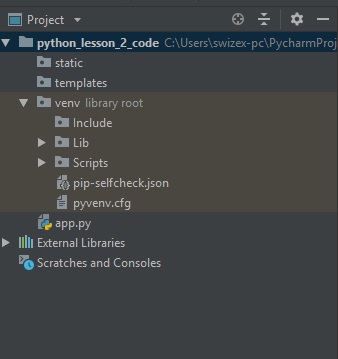 Project
python_lesson_2_code C:\Users\swizex-pc\PycharmProj
static
templates
venv library root
Include
Lib
Scripts
pip-selfcheck.json
pyvenv.cfg
app.py
External Libraries
Scratches and Consoles